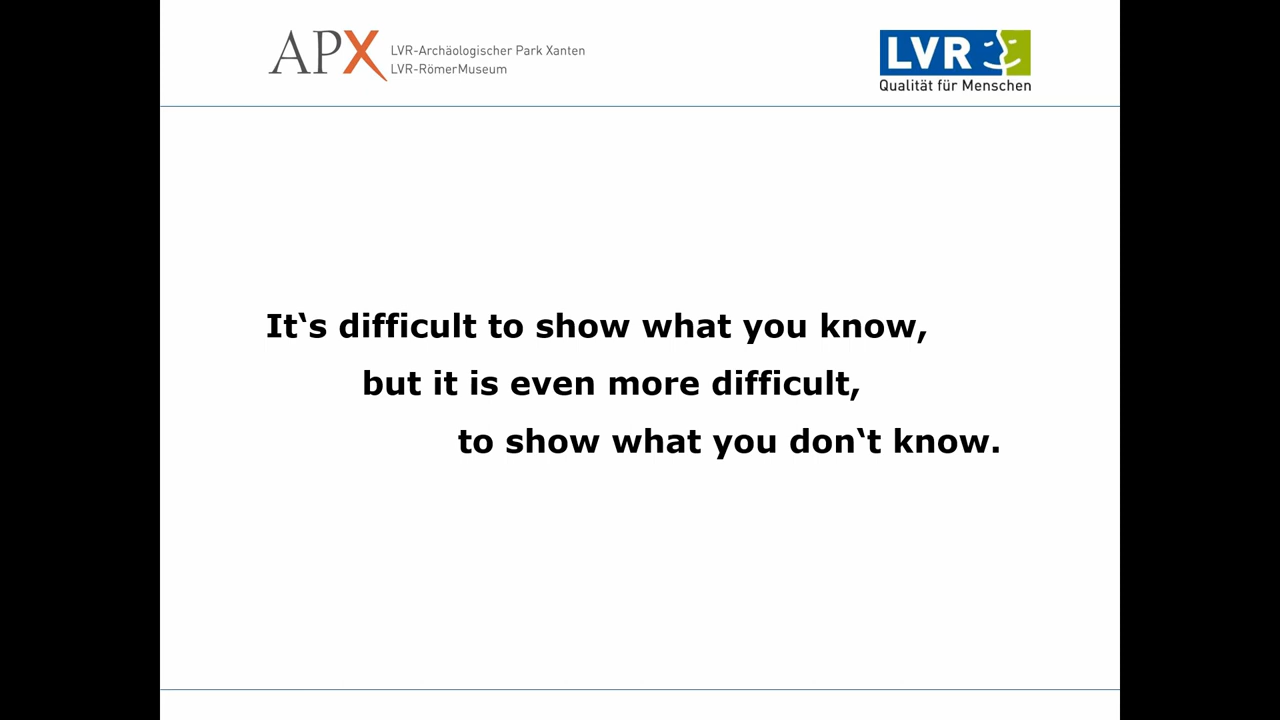 APX
LVR-Archäologischer Park Xanten
LVR-RömerMuseum
LVR
Qualität für Menschen
It‘s difficult to show what you know,
but it is even more difficult,
to show what you don‘t know.